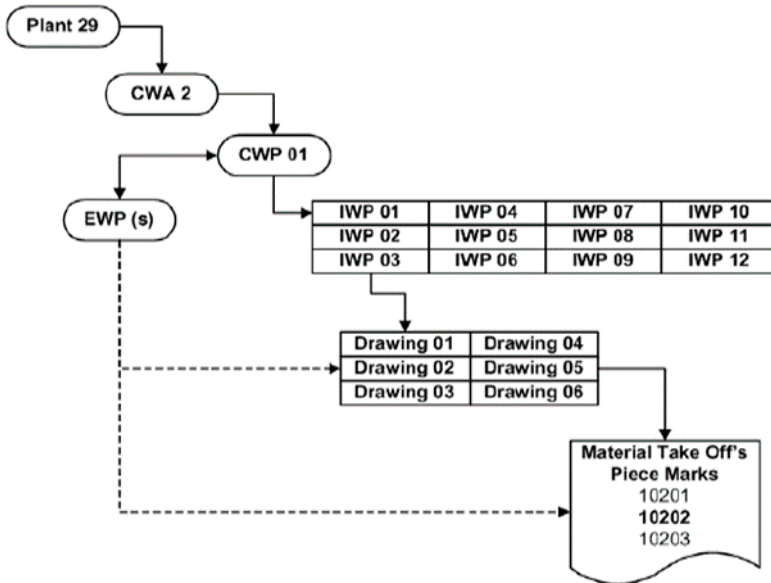 Plant 29
CWA 2
CWP 01
EWP (s)
IWP 01 IWP 04 IWP 07 IWP 10
IWP 02 IWP 05 IWP 08 IWP 11
IWP 03 IWP 06 IWP 09 IWP 12
Drawing 01 Drawing 04
Drawing 02 Drawing 05
Drawing 03 Drawing 06
Material Take Off's
Piece Marks
10201
10202
10203